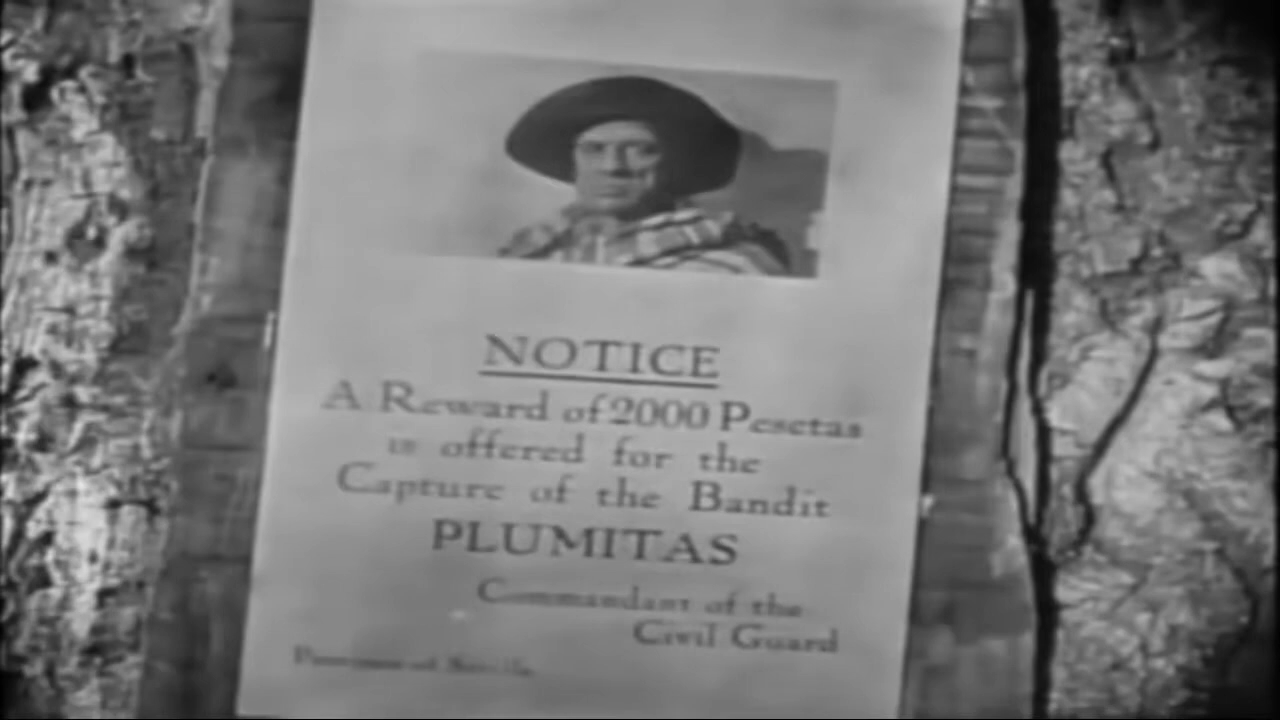 NOTICE
A Reward of 2000 Pesetas
is offered for the
Capture of the Bandit
PLUMITAS
Commandant of the
Civil Guard